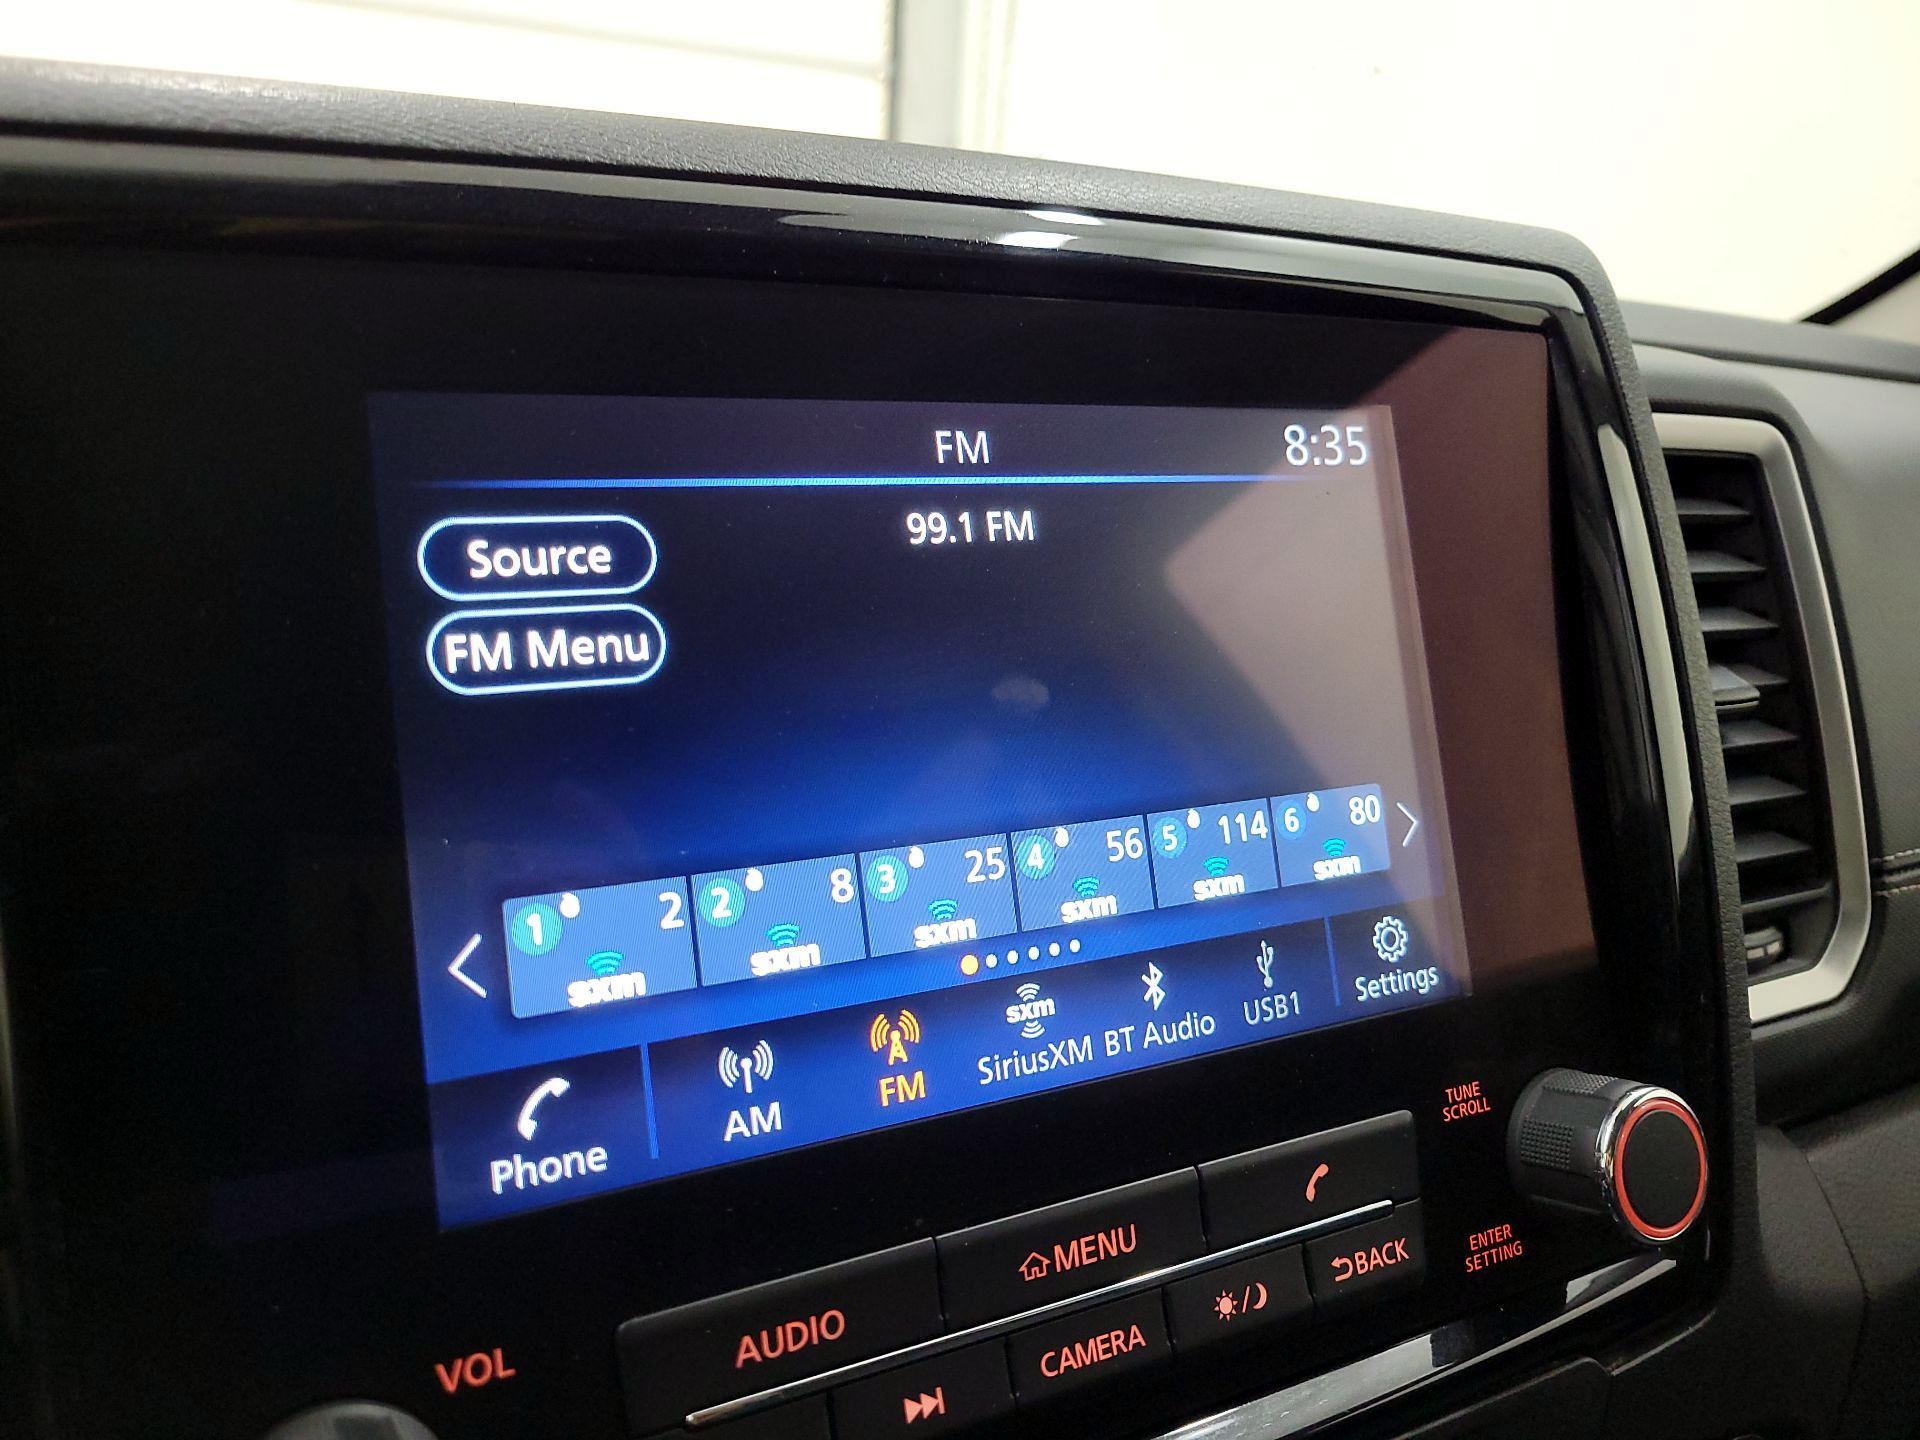 FM 8:35
99.1 FM
Source
FM Menu
1 2 sxm
2 8 sxm
3 25 sxm
4 56 sxm
5 114 sxm
6 80 sxm
Phone
AM
FM
sxm
SiriusXM
BT Audio
USB1
Settings
TUNE
SCROLL
MENU
BACK
ENTER
SETTING
VOL
AUDIO
CAMERA